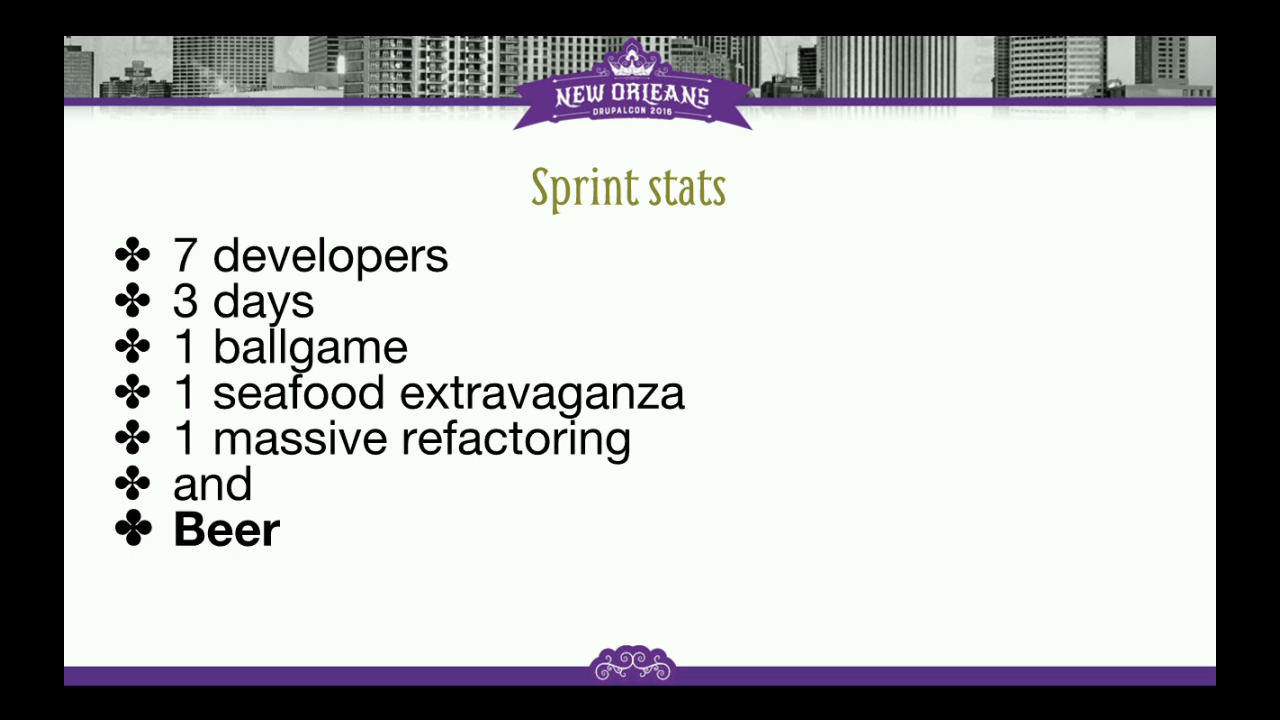 NEW ORLEANS
DRUPALCON 2016
Sprint stats
✤ 7 developers
✤ 3 days
✤ 1 ballgame
✤ 1 seafood extravaganza
✤ 1 massive refactoring
✤ and
✤ Beer